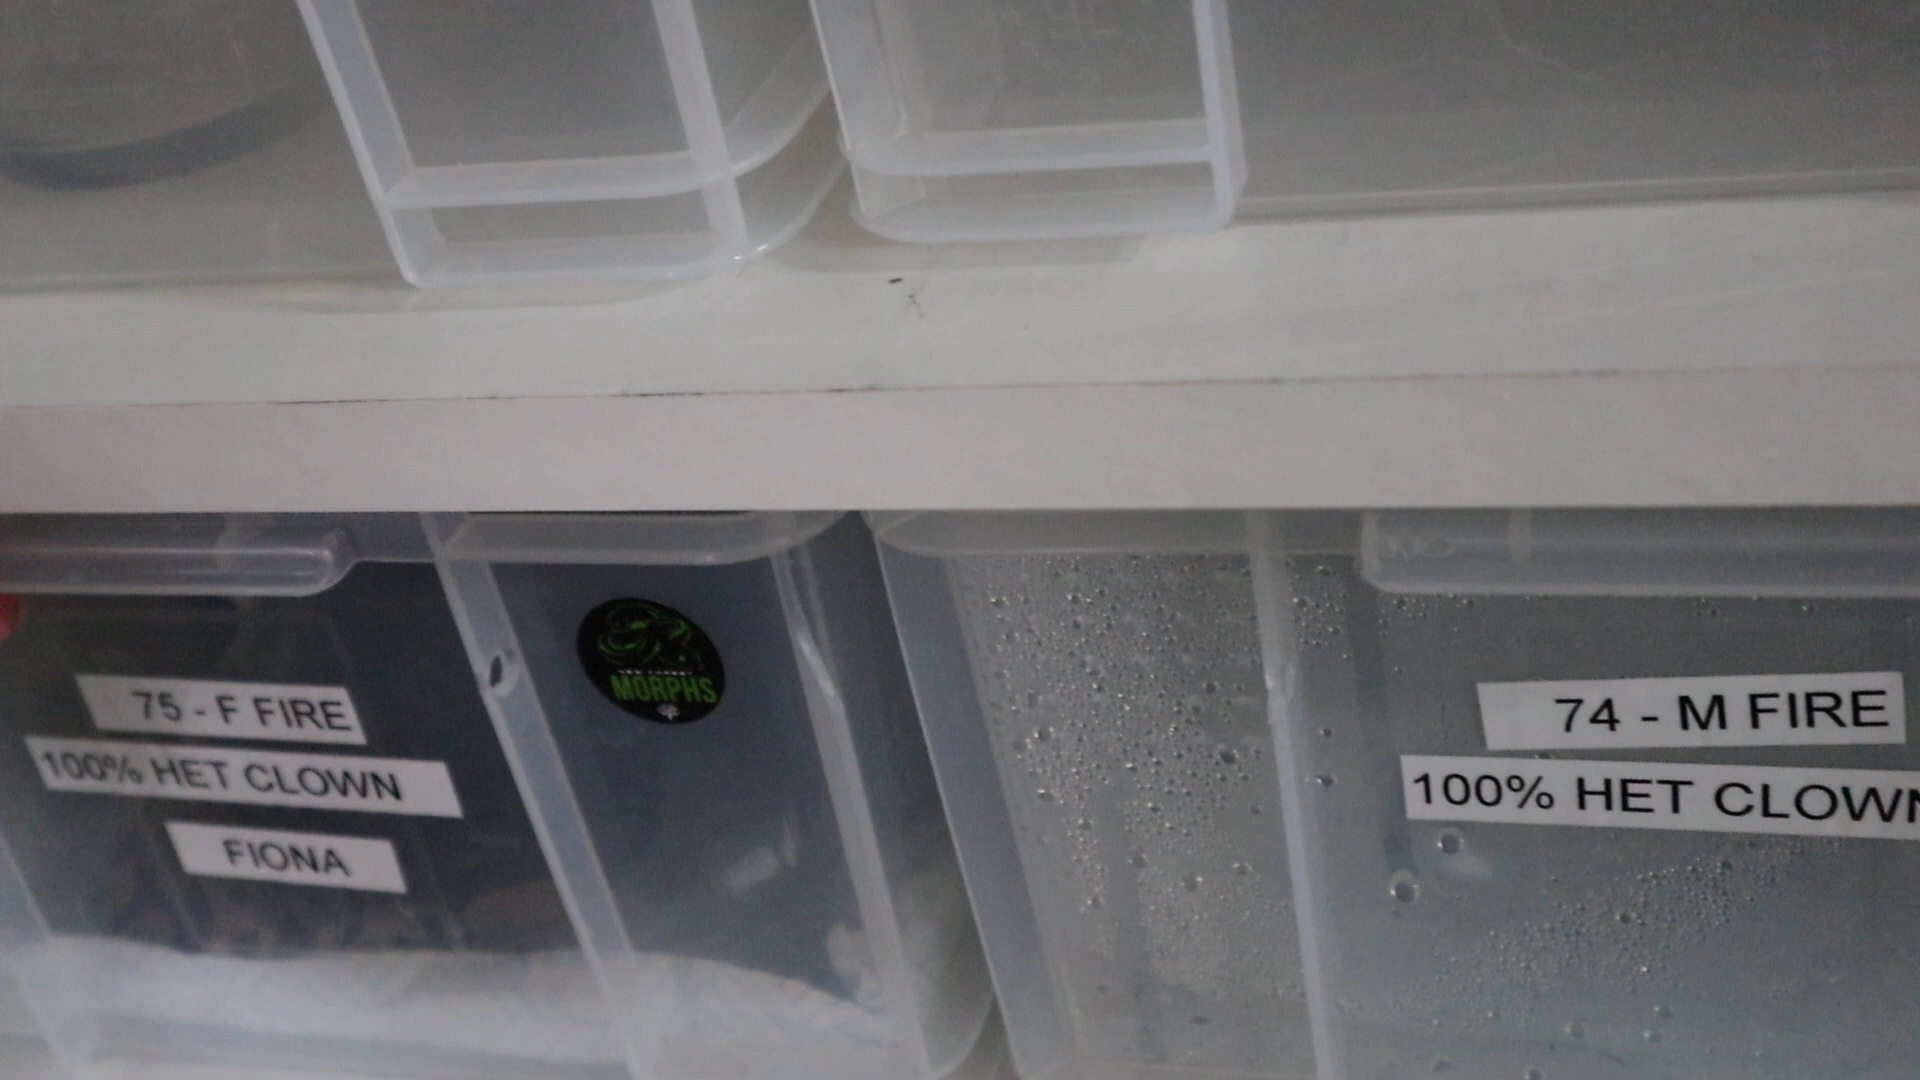 MORPHS
75 - F FIRE
100% HET CLOWN
FIONA
74 - M FIRE
100% HET CLOWN